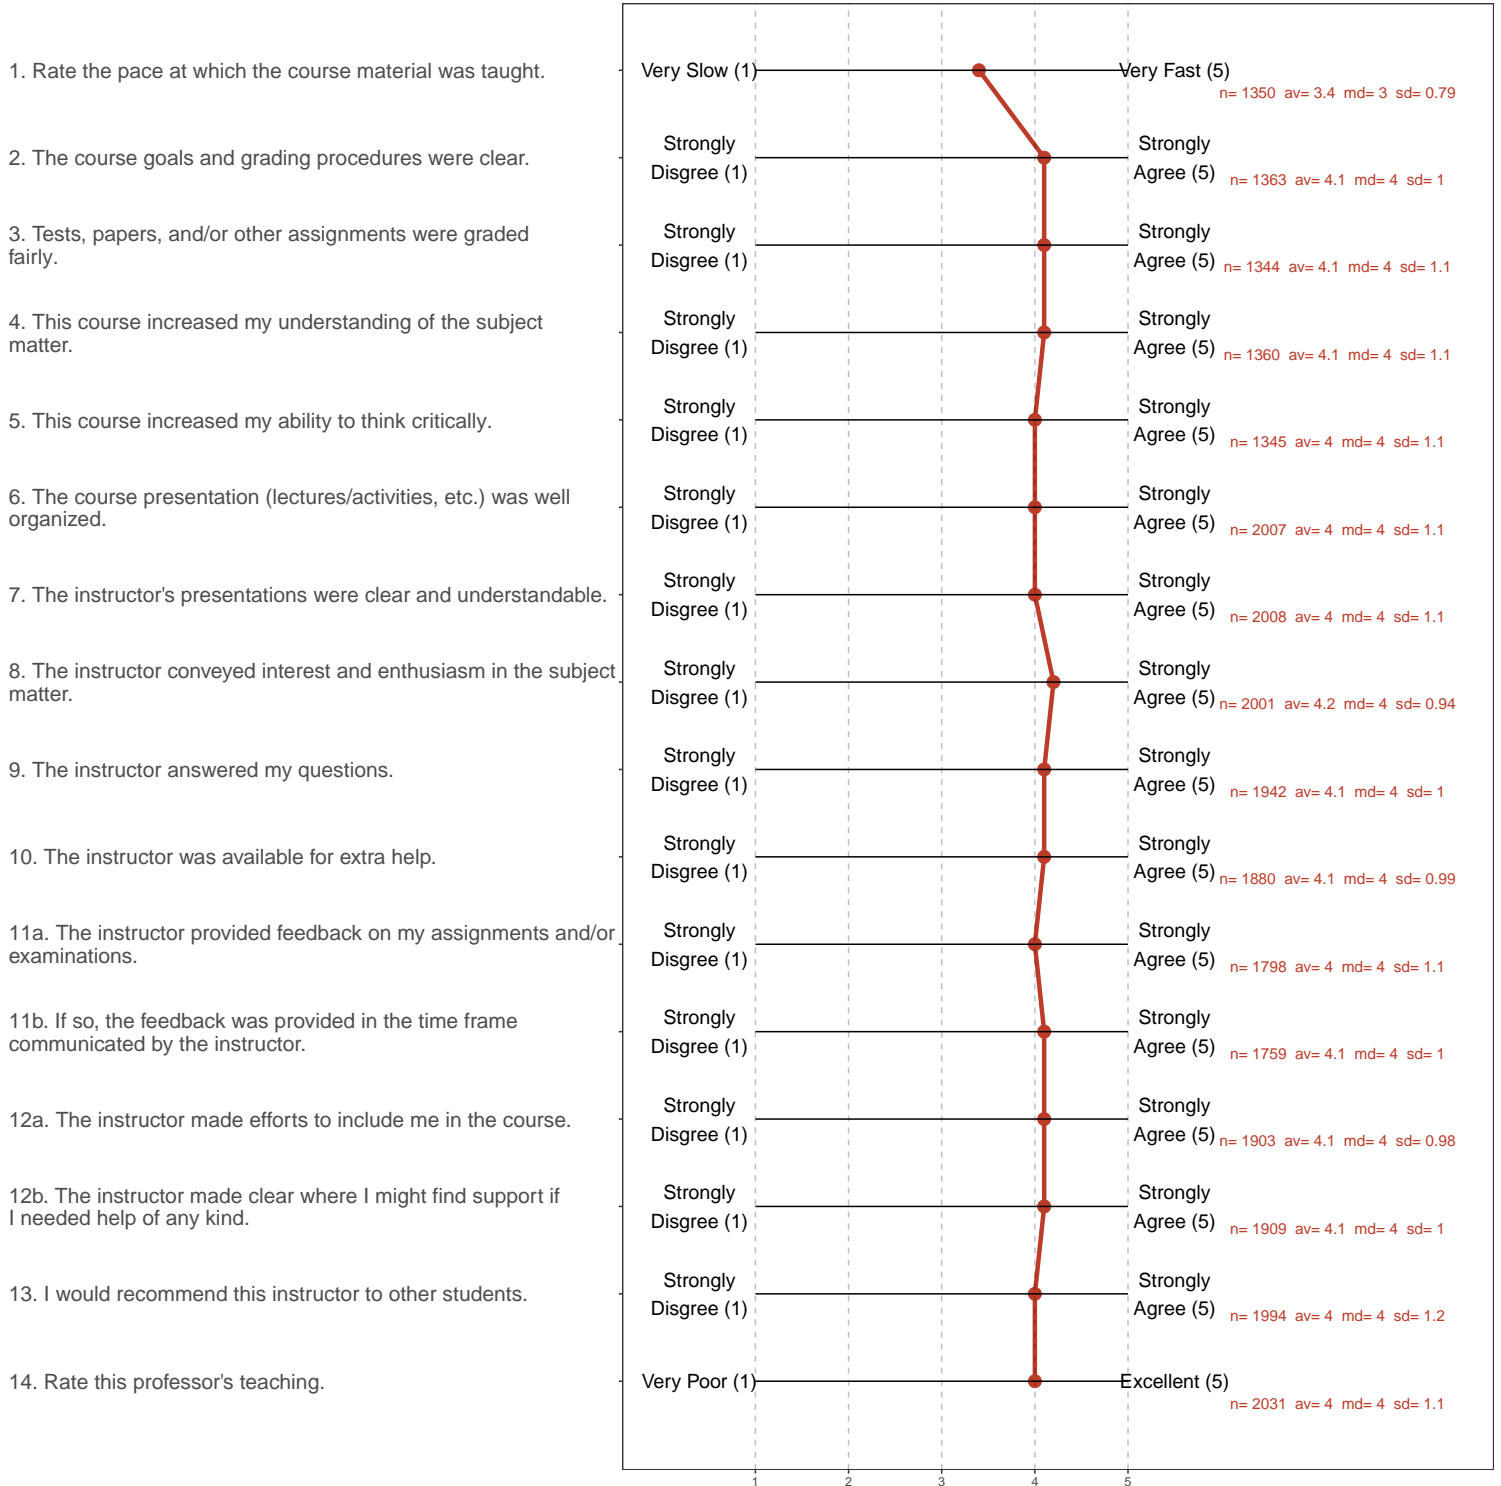 1. Rate the pace at which the course material was taught.
Very Slow (1)
Very Fast (5)
n= 1350 av= 3.4 md= 3 sd= 0.79
2. The course goals and grading procedures were clear.
Strongly
Disgree (1)
Strongly
Agree (5)
n= 1363 av= 4.1 md= 4 sd= 1
3. Tests, papers, and/or other assignments were graded
fairly.
Strongly
Disgree (1)
Strongly
Agree (5)
n= 1344 av= 4.1 md= 4 sd= 1.1
4. This course increased my understanding of the subject
matter.
Strongly
Disgree (1)
Strongly
Agree (5)
n= 1360 av= 4.1 md= 4 sd= 1.1
5. This course increased my ability to think critically.
Strongly
Disgree (1)
Strongly
Agree (5)
n= 1345 av= 4 md= 4 sd= 1.1
6. The course presentation (lectures/activities, etc.) was well
organized.
Strongly
Disgree (1)
Strongly
Agree (5)
n= 2007 av= 4 md= 4 sd= 1.1
7. The instructor's presentations were clear and understandable.
Strongly
Disgree (1)
Strongly
Agree (5)
n= 2008 av= 4 md= 4 sd= 1.1
8. The instructor conveyed interest and enthusiasm in the subject
matter.
Strongly
Disgree (1)
Strongly
Agree (5)
n= 2001 av= 4.2 md= 4 sd= 0.94
9. The instructor answered my questions.
Strongly
Disgree (1)
Strongly
Agree (5)
n= 1942 av= 4.1 md= 4 sd= 1
10. The instructor was available for extra help.
Strongly
Disgree (1)
Strongly
Agree (5)
n= 1880 av= 4.1 md= 4 sd= 0.99
11a. The instructor provided feedback on my assignments and/or
examinations.
Strongly
Disgree (1)
Strongly
Agree (5)
n= 1798 av= 4 md= 4 sd= 1.1
11b. If so, the feedback was provided in the time frame
communicated by the instructor.
Strongly
Disgree (1)
Strongly
Agree (5)
n= 1759 av= 4.1 md= 4 sd= 1
12a. The instructor made efforts to include me in the course.
Strongly
Disgree (1)
Strongly
Agree (5)
n= 1903 av= 4.1 md= 4 sd= 0.98
12b. The instructor made clear where I might find support if
I needed help of any kind.
Strongly
Disgree (1)
Strongly
Agree (5)
n= 1909 av= 4.1 md= 4 sd= 1
13. I would recommend this instructor to other students.
Strongly
Disgree (1)
Strongly
Agree (5)
n= 1994 av= 4 md= 4 sd= 1.2
14. Rate this professor's teaching.
Very Poor (1)
Excellent (5)
n= 2031 av= 4 md= 4 sd= 1.1
1 2 3 4 5